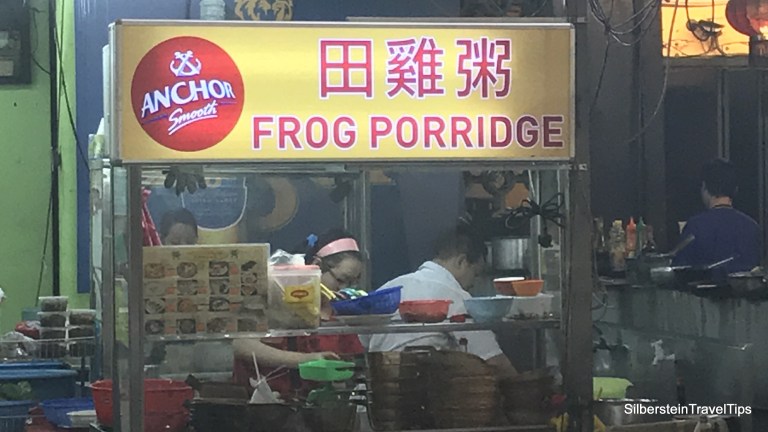 田雞粥
ANCHOR
Smooth
FROG PORRIDGE
SilbersteinTravelTips